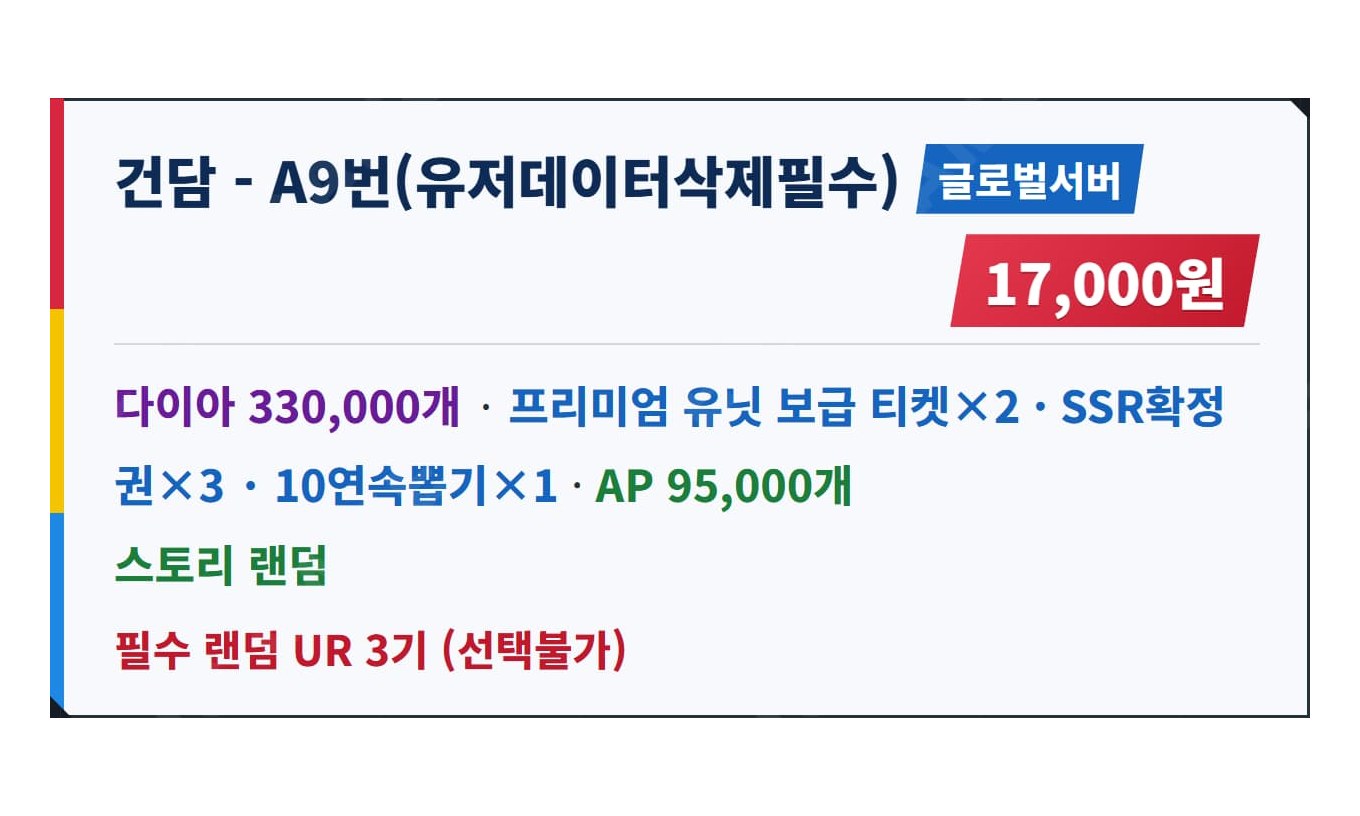 건담 - A9번(유저데이터삭제필수) 글로벌서버
17,000원
다이아 330,000개 · 프리미엄 유닛 보급 티켓×2 · SSR확정
권×3 · 10연속뽑기×1 · AP 95,000개
스토리 랜덤
필수 랜덤 UR 3기 (선택불가)